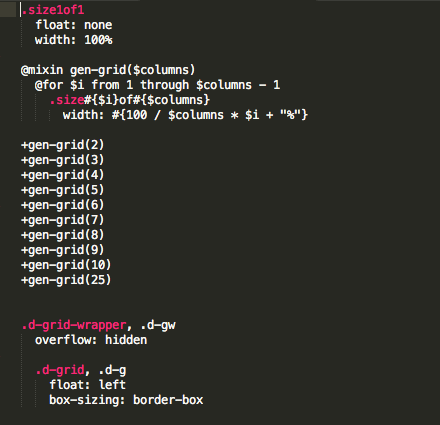 .size1of1
  float: none
  width: 100%

@mixin gen-grid($columns)
  @for $i from 1 through $columns - 1
    .size#{$i}of#{$columns}
      width: #{100 / $columns * $i + "%"}

+gen-grid(2)
+gen-grid(3)
+gen-grid(4)
+gen-grid(5)
+gen-grid(6)
+gen-grid(7)
+gen-grid(8)
+gen-grid(9)
+gen-grid(10)
+gen-grid(25)


.d-grid-wrapper, .d-gw
  overflow: hidden

  .d-grid, .d-g
    float: left
    box-sizing: border-box